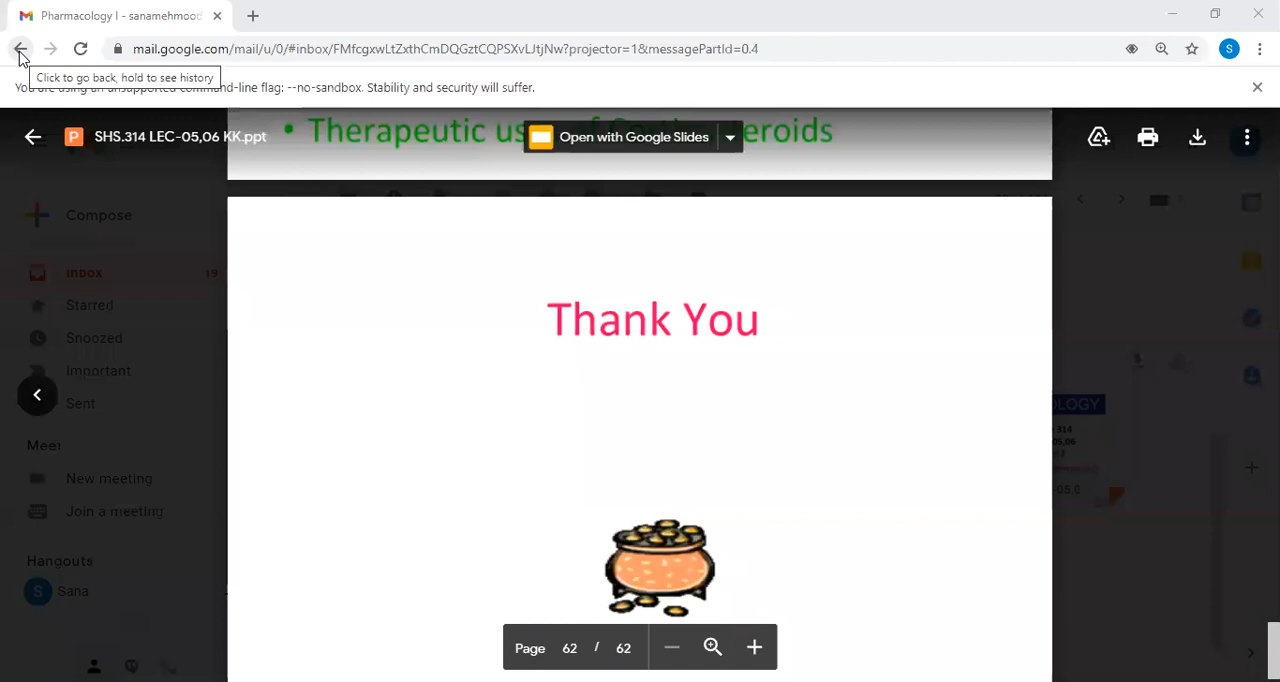 Pharmacology I - sanamehmood
mail.google.com/mail/u/0/#inbox/FMfcgxwLtZxthCmDQGztCQPSXvLJtjNw?projector=1&messagePartId=0.4
S
Click to go back, hold to see history
You are using an unsupported command-line flag: --no-sandbox. Stability and security will suffer.
P SHS.314 LEC-05,06 KK.ppt
Open with Google Slides
• Therapeutic
Compose
Inbox 19
Starred
Snoozed
Important
Sent
Meet
New meeting
Join a meeting
Hangouts
S Sana
Thank You
Page 62 / 62